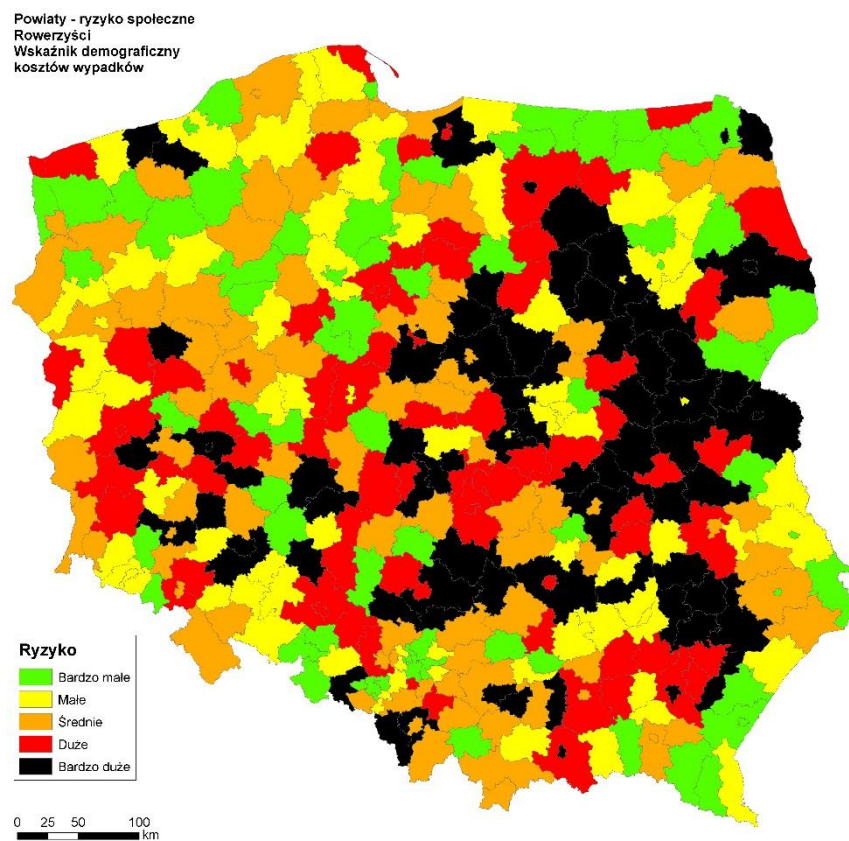 Powiaty - ryzyko społeczne
Rowerzyści
Wskaźnik demograficzny
kosztów wypadków
Ryzyko
Bardzo małe
Małe
Średnie
Duże
Bardzo duże
0 25 50 100
km